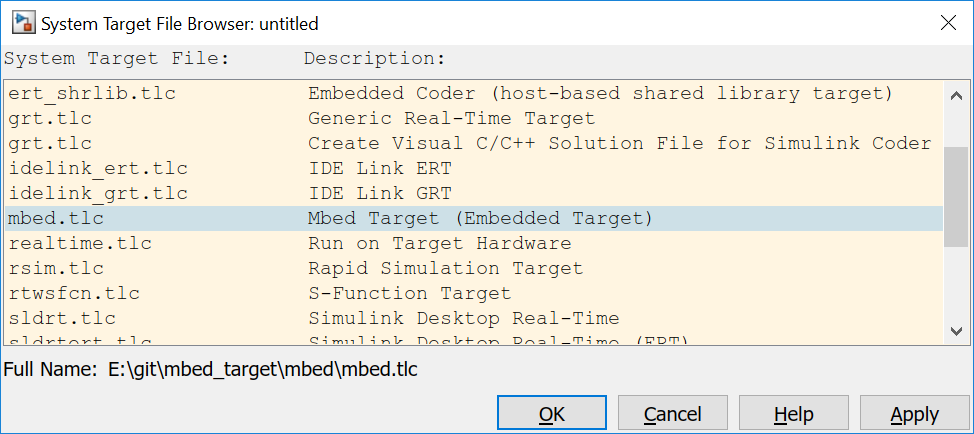 System Target File Browser: untitled
System Target File: Description:
ert_shrlib.tlc Embedded Coder (host-based shared library target)
grt.tlc Generic Real-Time Target
grt.tlc Create Visual C/C++ Solution File for Simulink Coder
idelink_ert.tlc IDE Link ERT
idelink_grt.tlc IDE Link GRT
mbed.tlc Mbed Target (Embedded Target)
realtime.tlc Run on Target Hardware
rsim.tlc Rapid Simulation Target
rtwsfcn.tlc S-Function Target
sldrt.tlc Simulink Desktop Real-Time
sldrtert.tlc Simulink Desktop Real-Time (ERT)
Full Name: E:\git\mbed_target\mbed\mbed.tlc
OK Cancel Help Apply